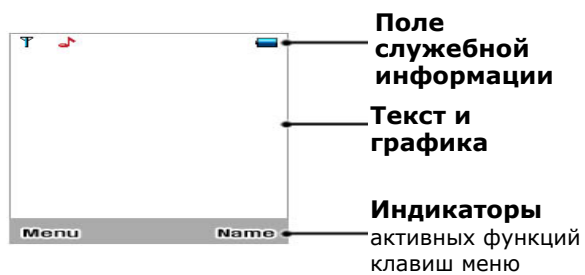 Поле
служебной
информации
Текст и
графика
Menu
Name
Индикаторы
активных функций
клавиш меню